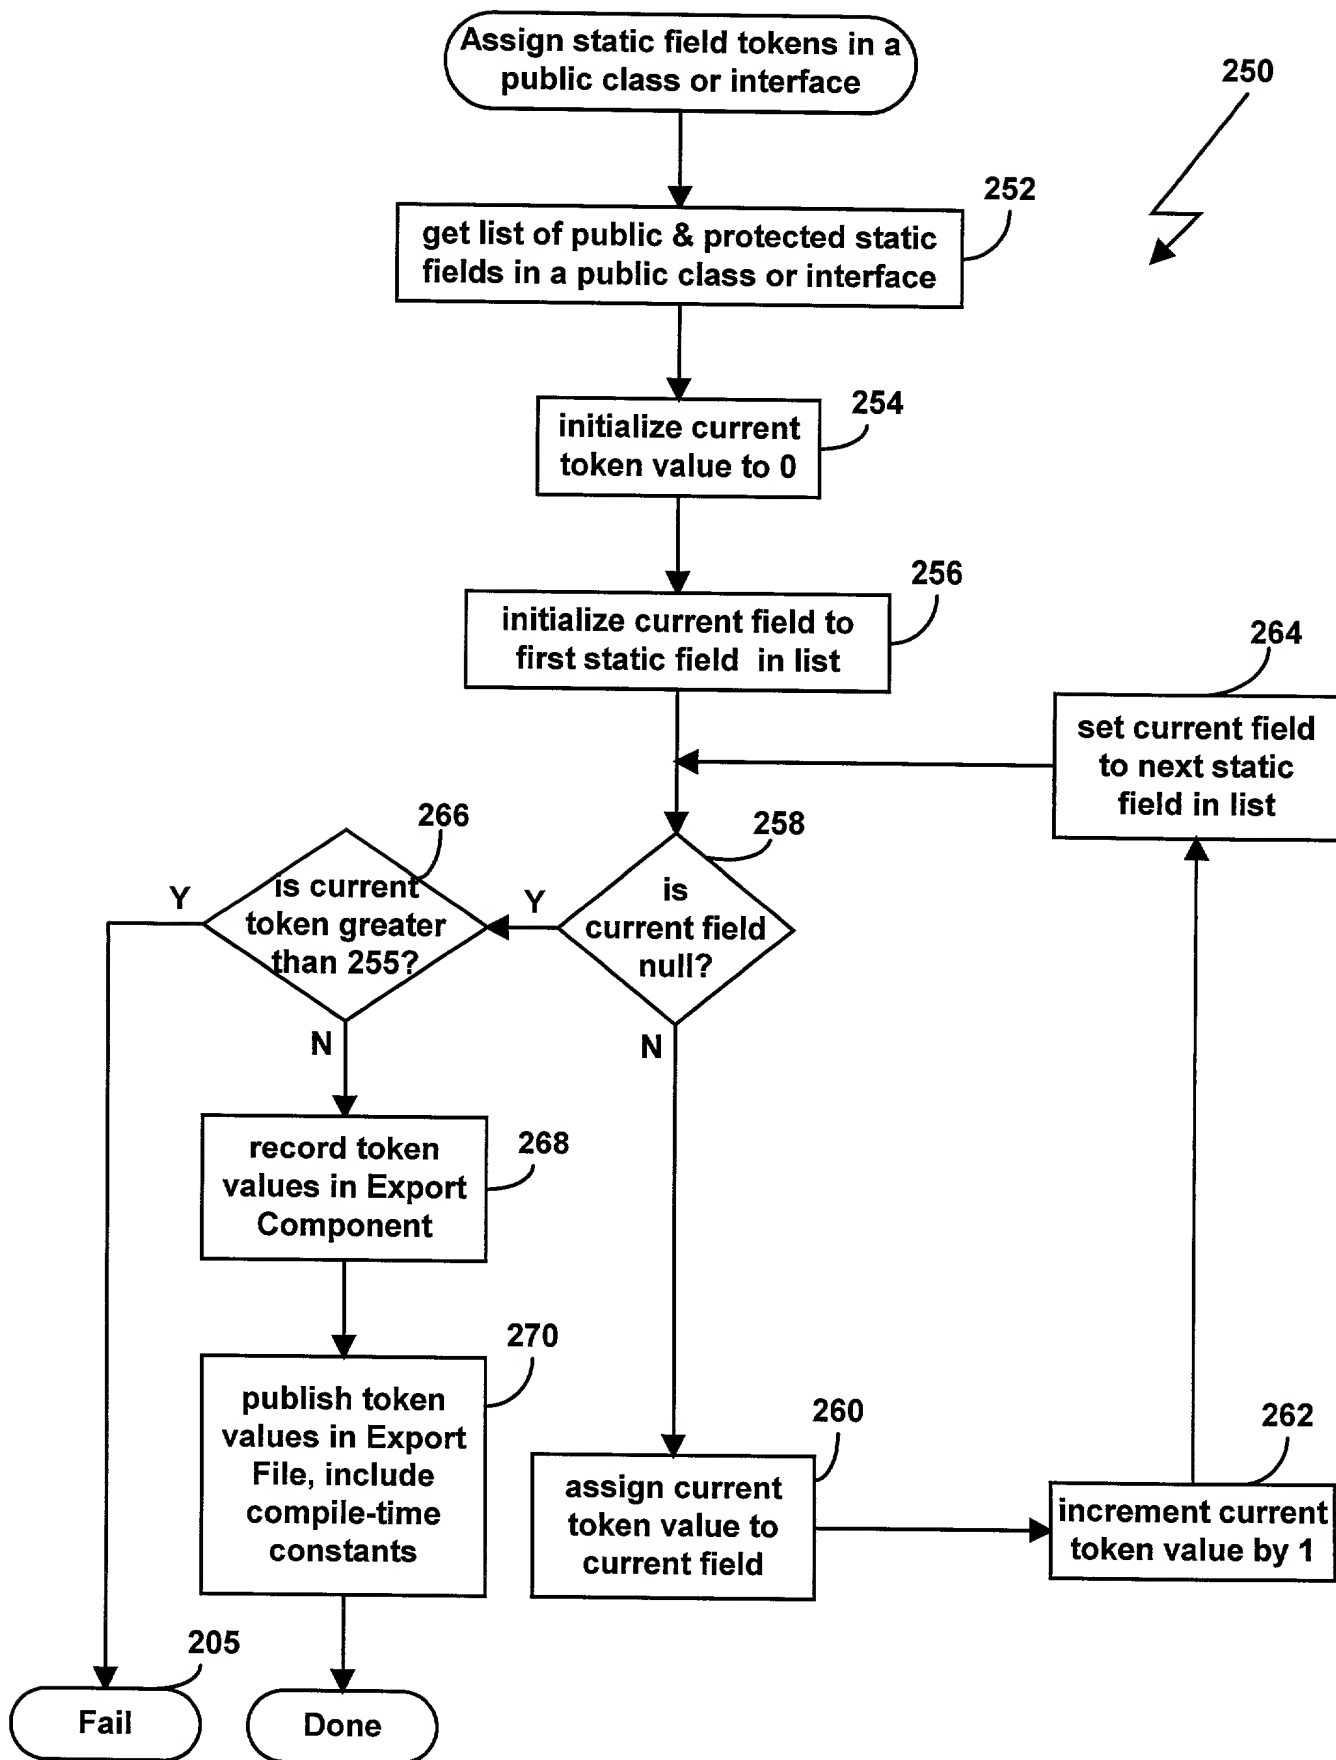 Assign static field tokens in a
public class or interface
250
252
get list of public & protected static
fields in a public class or interface
254
initialize current
token value to 0
256
initialize current field to
first static field in list
264
set current field
to next static
field in list
266
258
is current
token greater
than 255?
Y
Y
is
current field
null?
N
N
record token
values in Export
Component
268
270
publish token
values in Export
File, include
compile-time
constants
260
assign current
token value to
current field
262
increment current
token value by 1
205
Fail
Done